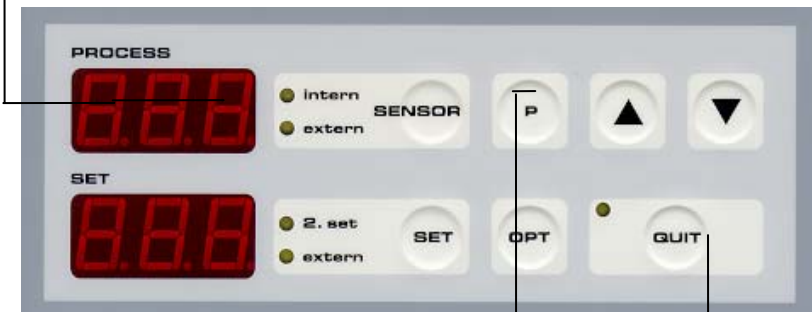 PROCESS
intern
SENSOR
extern
P
▲
▼
SET
2. set
extern
SET
OPT
QUIT